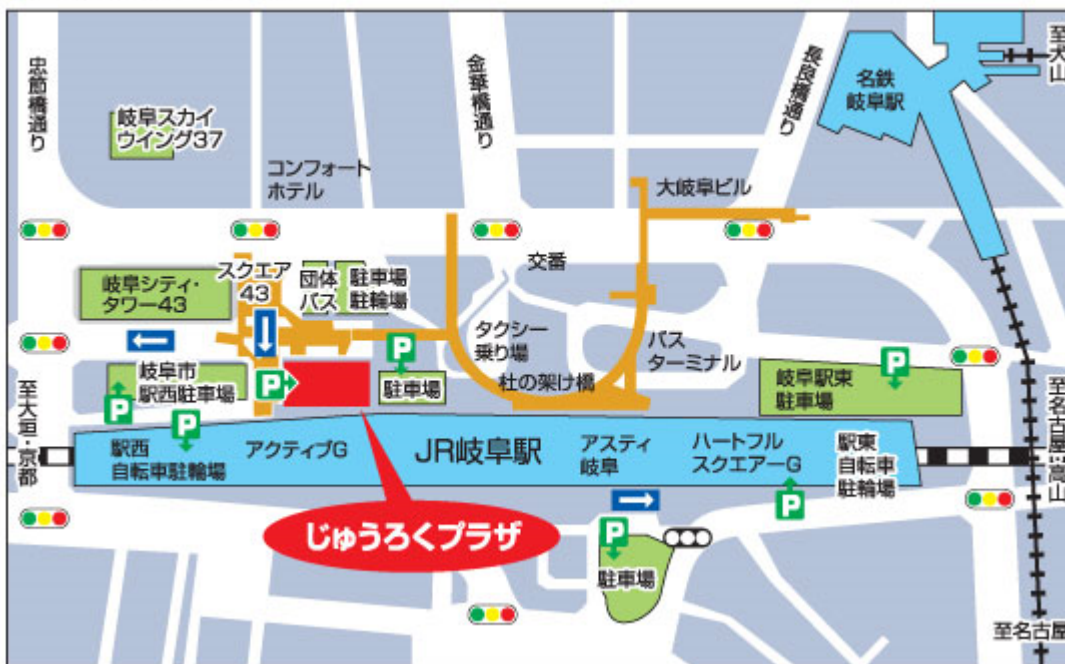 忠節橋通り
金華橋通り
長良橋通り
至犬山
名鉄
岐阜駅
岐阜スカイ
ウイング37
コンフォート
ホテル
大岐阜ビル
交番
スクエア
43
岐阜シティ・
タワー43
団体
バス
駐車場
駐輪場
タクシー
乗り場
バス
ターミナル
杜の架け橋
P
P
岐阜市
駅西駐車場
P
駐車場
岐阜駅東
駐車場
P
至大垣・京都
至名古屋・高山
P
P
駅西
自転車駐輪場
アクティブG
JR岐阜駅
アスティ
岐阜
ハートフル
スクエアーG
P
駅東
自転車
駐輪場
じゅうろくプラザ
P
駐車場
至名古屋